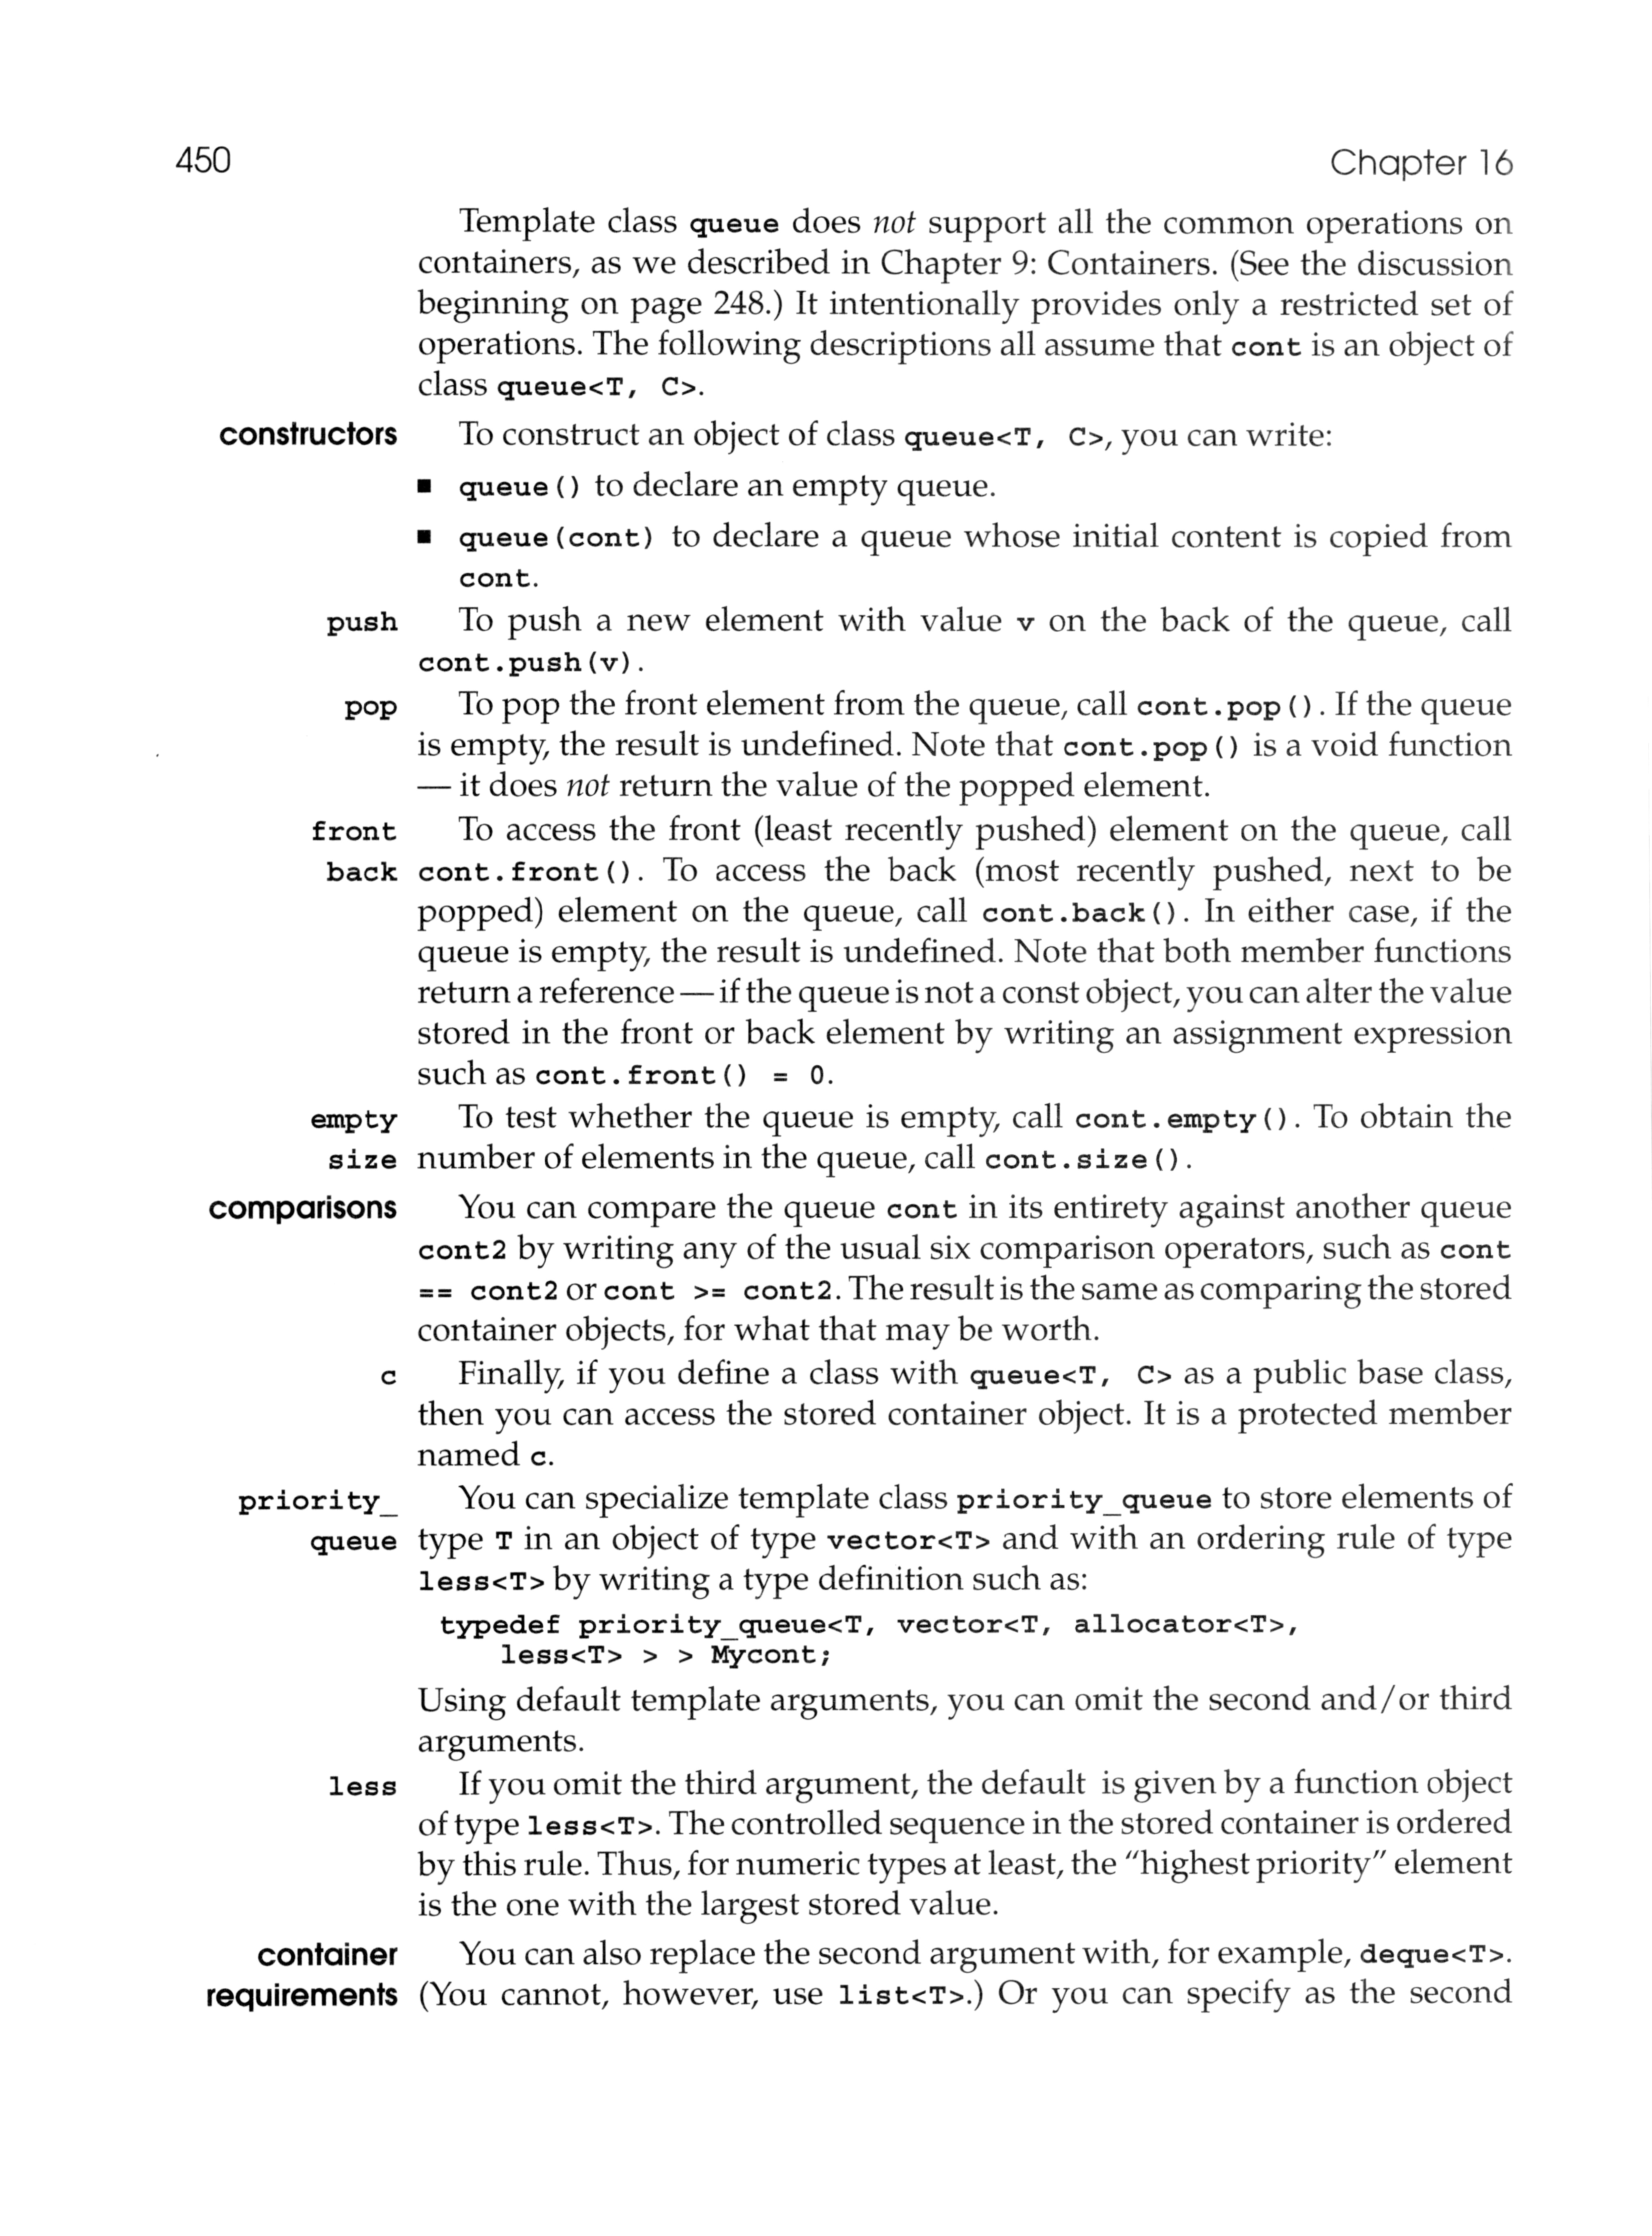 450 Chapter 16
Template class queue does not support all the common operations on
containers, as we described in Chapter 9: Containers. (See the discussion
beginning on page 248.) It intentionally provides only a restricted set of
operations. The following descriptions all assume that cont is an object of
class queue<T, C>.
constructors To construct an object of class queue<T, C>, you can write:
■ queue() to declare an empty queue.
■ queue(cont) to declare a queue whose initial content is copied from
cont.
push To push a new element with value v on the back of the queue, call
cont.push(v).
pop To pop the front element from the queue, call cont.pop(). If the queue
is empty, the result is undefined. Note that cont.pop() is a void function
— it does not return the value of the popped element.
front To access the front (least recently pushed) element on the queue, call
back cont.front(). To access the back (most recently pushed, next to be
popped) element on the queue, call cont.back(). In either case, if the
queue is empty, the result is undefined. Note that both member functions
return a reference — if the queue is not a const object, you can alter the value
stored in the front or back element by writing an assignment expression
such as cont.front() = 0.
empty To test whether the queue is empty, call cont.empty(). To obtain the
size number of elements in the queue, call cont.size().
comparisons You can compare the queue cont in its entirety against another queue
cont2 by writing any of the usual six comparison operators, such as cont
== cont2 or cont >= cont2. The result is the same as comparing the stored
container objects, for what that may be worth.
c Finally, if you define a class with queue<T, C> as a public base class,
then you can access the stored container object. It is a protected member
named c.
priority_ You can specialize template class priority_queue to store elements of
queue type T in an object of type vector<T> and with an ordering rule of type
less<T> by writing a type definition such as:
typedef priority_queue<T, vector<T, allocator<T>,
less<T> > > Mycont;
Using default template arguments, you can omit the second and/or third
arguments.
less If you omit the third argument, the default is given by a function object
of type less<T>. The controlled sequence in the stored container is ordered
by this rule. Thus, for numeric types at least, the "highest priority" element
is the one with the largest stored value.
container You can also replace the second argument with, for example, deque<T>.
requirements (You cannot, however, use list<T>.) Or you can specify as the second